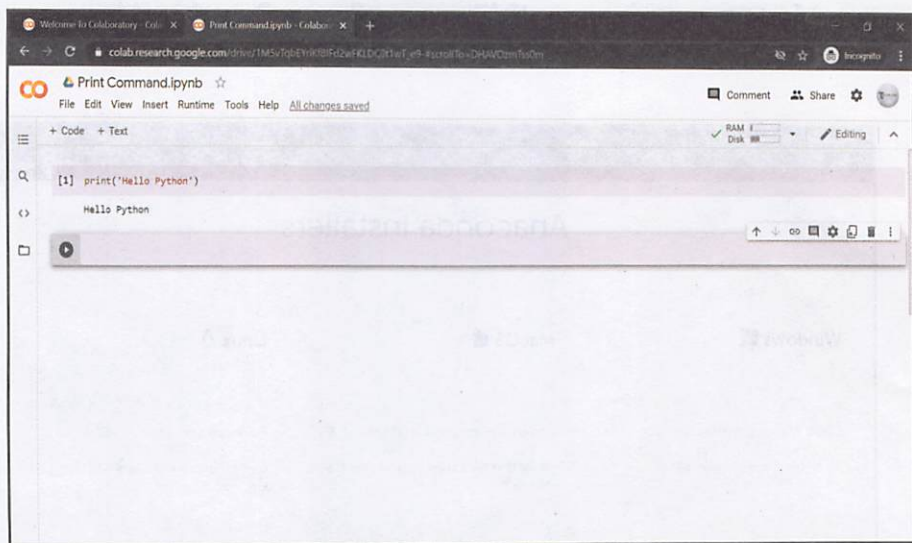 Welcome To Colaboratory - Cola
Print Command.ipynb - Colabor
colab.research.google.com
Incognito
Print Command.ipynb
File Edit View Insert Runtime Tools Help All changes saved
Comment Share
+ Code + Text
RAM
Disk
Editing
[1] print('Hello Python')
Hello Python
Anaconda Installers
Windows
MacOS
Linux